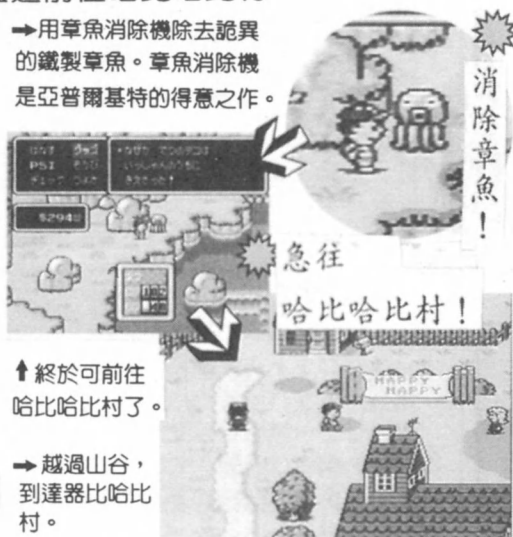 →用章魚消除機除去詭異
的鐵製章魚。章魚消除機
是亞普爾基特的得意之作。
消除章魚！
PSI
急往
哈比哈比村！
↑終於可前往
哈比哈比村了。
HAPPY
HAPPY
→越過山谷，
到達器比哈比
村。